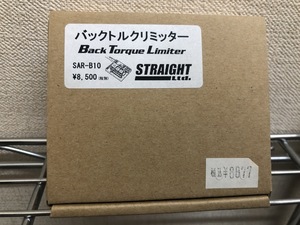 バックトルクリミッター
Back Torque Limiter
SAR-B10
¥8,500(税抜)
STRAIGHT
Ltd.